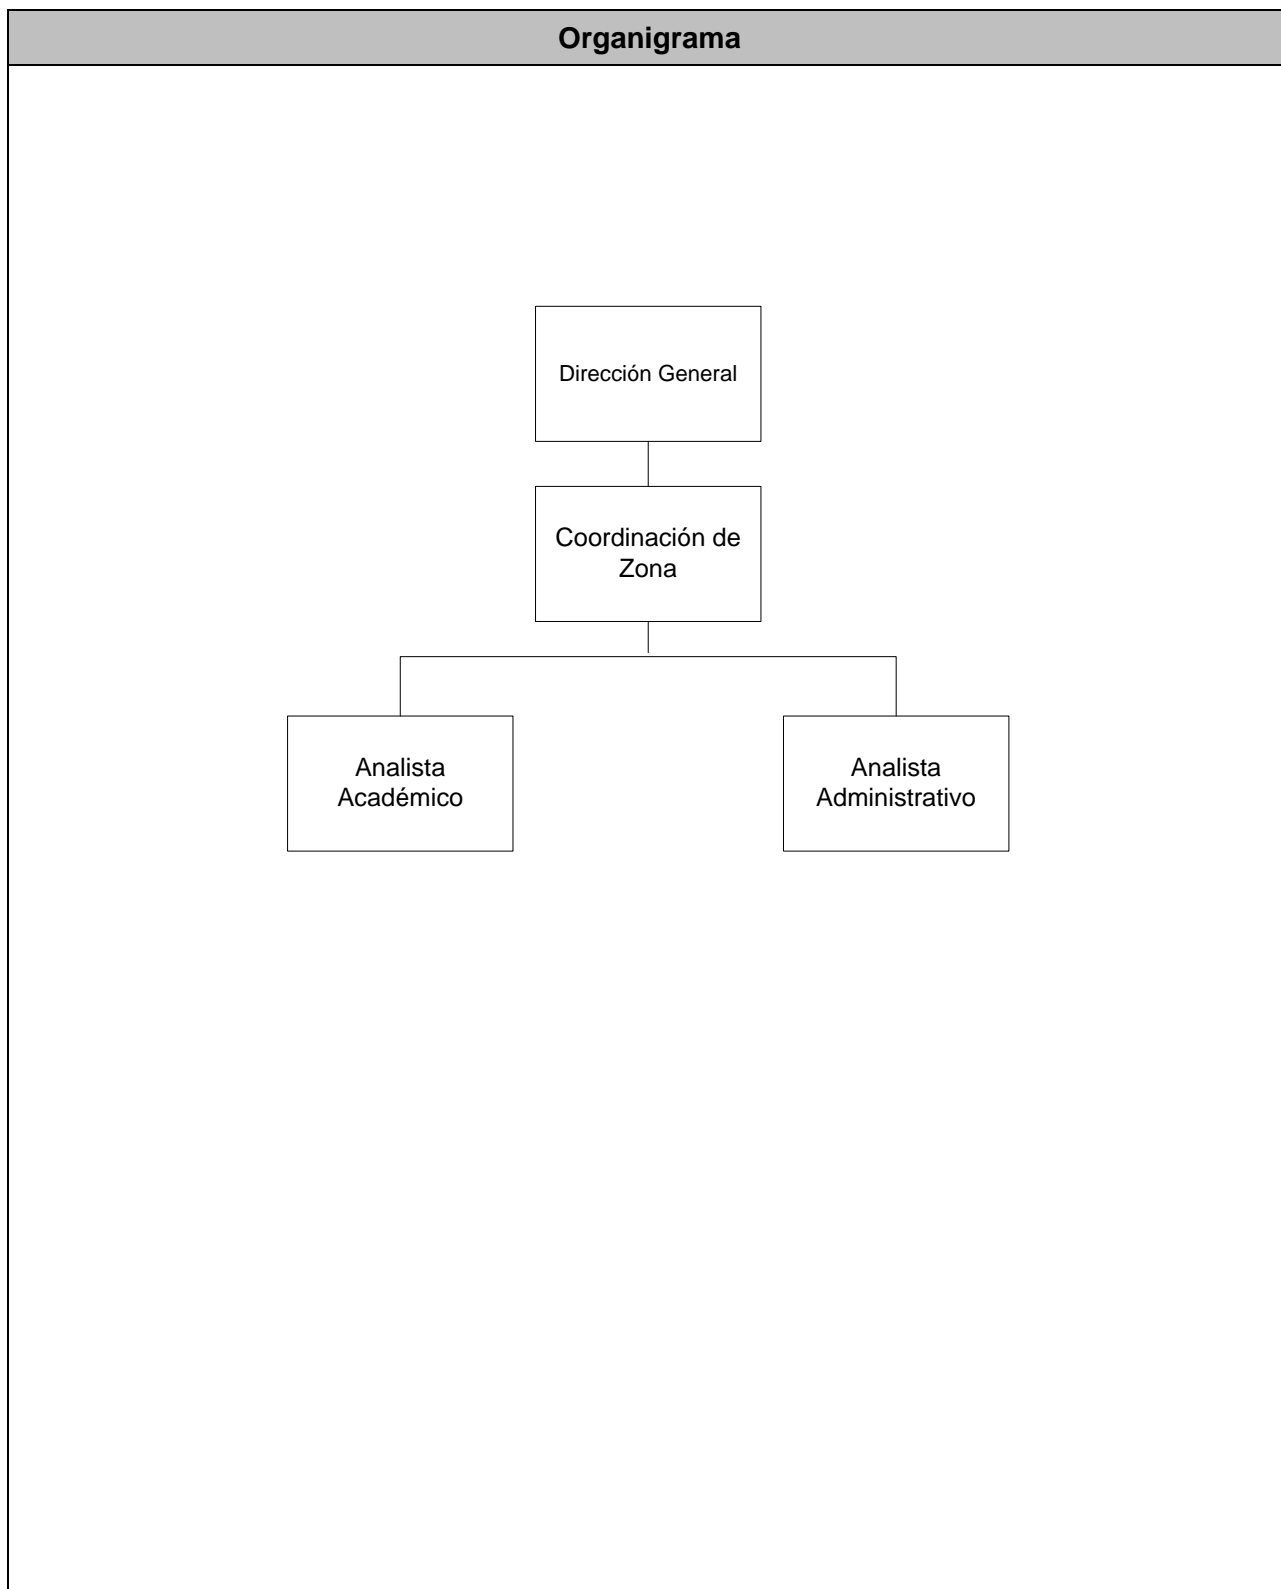 Organigrama
Dirección General
Coordinación de
Zona
Analista
Académico
Analista
Administrativo